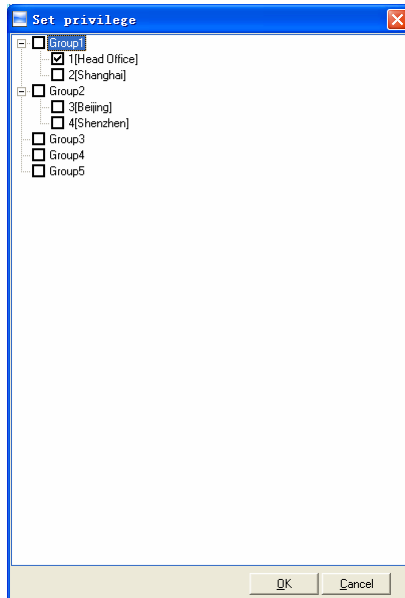 Set privilege
Group1
1[Head Office]
2[Shanghai]
Group2
3[Beijing]
4[Shenzhen]
Group3
Group4
Group5
OK Cancel